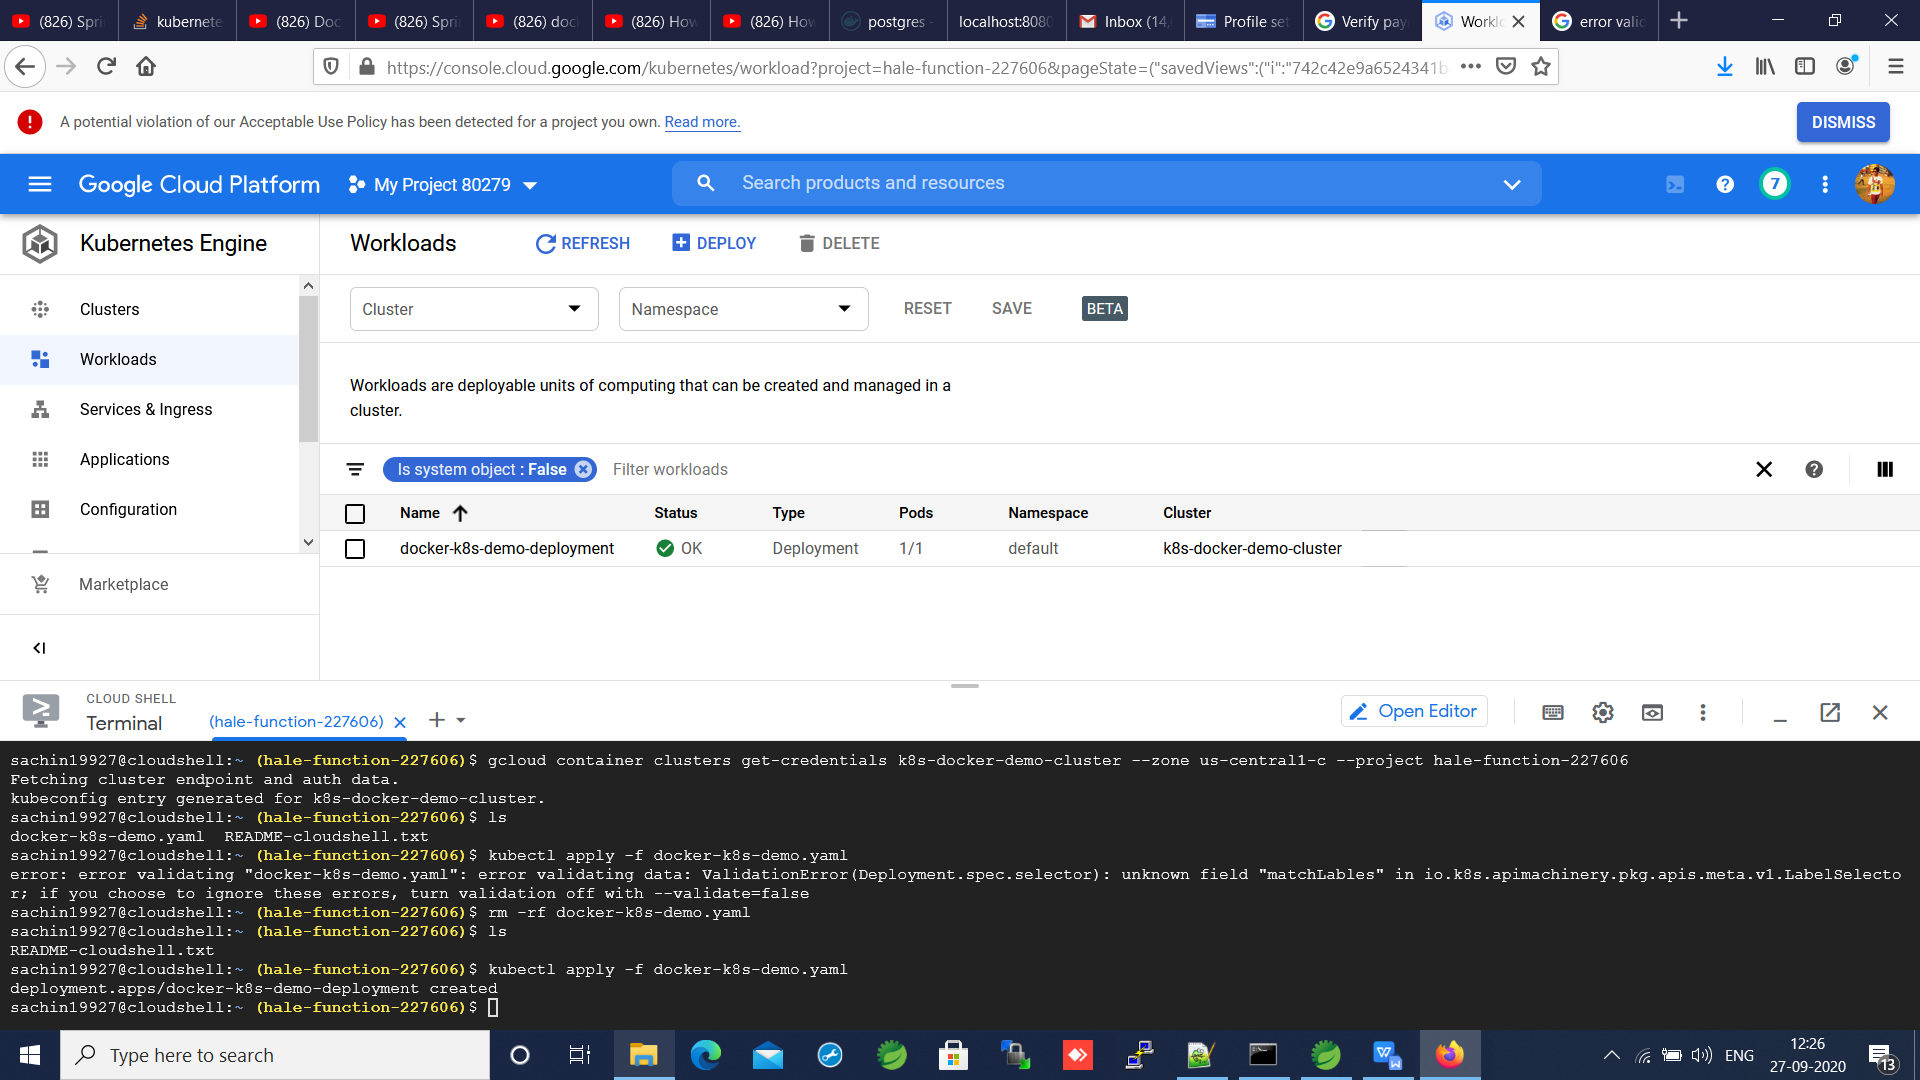 (826) Spri
kubernete
(826) Doc
(826) Spri
(826) doc
(826) How
(826) How
postgres -
localhost:8080
Inbox (14,
Profile set
Verify pay
Workl
error valid
https://console.cloud.google.com/kubernetes/workload?project=hale-function-227606&pageState=("savedViews":("i":"742c42e9a6524341b
A potential violation of our Acceptable Use Policy has been detected for a project you own. Read more.
DISMISS
Google Cloud Platform
My Project 80279
Search products and resources
7
Kubernetes Engine
Workloads
REFRESH
DEPLOY
DELETE
Clusters
Workloads
Services & Ingress
Applications
Configuration
Marketplace
Cluster
Namespace
RESET
SAVE
BETA
Workloads are deployable units of computing that can be created and managed in a
cluster.
Is system object : False
Filter workloads
Name Status Type Pods Namespace Cluster
docker-k8s-demo-deployment OK Deployment 1/1 default k8s-docker-demo-cluster
CLOUD SHELL
Terminal
(hale-function-227606)
Open Editor
sachin19927@cloudshell:~ (hale-function-227606)$ gcloud container clusters get-credentials k8s-docker-demo-cluster --zone us-central1-c --project hale-function-227606
Fetching cluster endpoint and auth data.
kubeconfig entry generated for k8s-docker-demo-cluster.
sachin19927@cloudshell:~ (hale-function-227606)$ ls
docker-k8s-demo.yaml  README-cloudshell.txt
sachin19927@cloudshell:~ (hale-function-227606)$ kubectl apply -f docker-k8s-demo.yaml
error: error validating "docker-k8s-demo.yaml": error validating data: ValidationError(Deployment.spec.selector): unknown field "matchLables" in io.k8s.apimachinery.pkg.apis.meta.v1.LabelSelecto
r; if you choose to ignore these errors, turn validation off with --validate=false
sachin19927@cloudshell:~ (hale-function-227606)$ rm -rf docker-k8s-demo.yaml
sachin19927@cloudshell:~ (hale-function-227606)$ ls
README-cloudshell.txt
sachin19927@cloudshell:~ (hale-function-227606)$ kubectl apply -f docker-k8s-demo.yaml
deployment.apps/docker-k8s-demo-deployment created
sachin19927@cloudshell:~ (hale-function-227606)$
Type here to search
ENG
12:26
27-09-2020
13